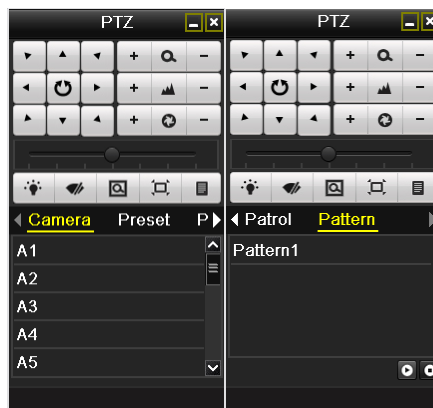 PTZ
Camera Preset P
A1
A2
A3
A4
A5
PTZ
Patrol Pattern
Pattern1